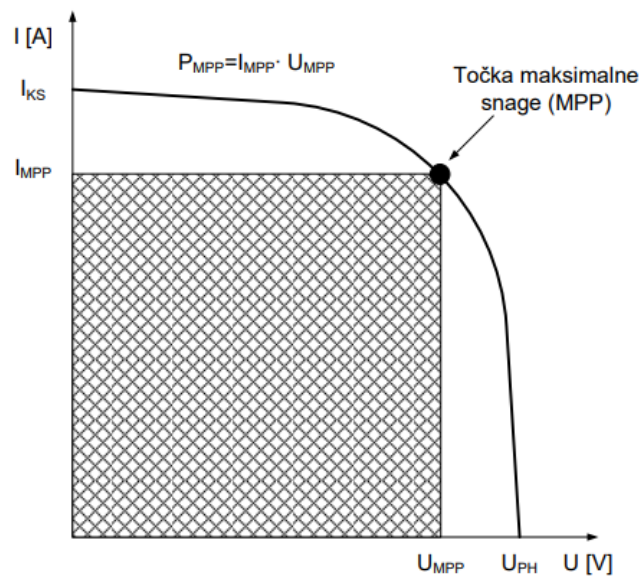 I [A]
P_MPP=I_MPP· U_MPP
Točka maksimalne
snage (MPP)
I_KS
I_MPP
U_MPP
U_PH
U [V]